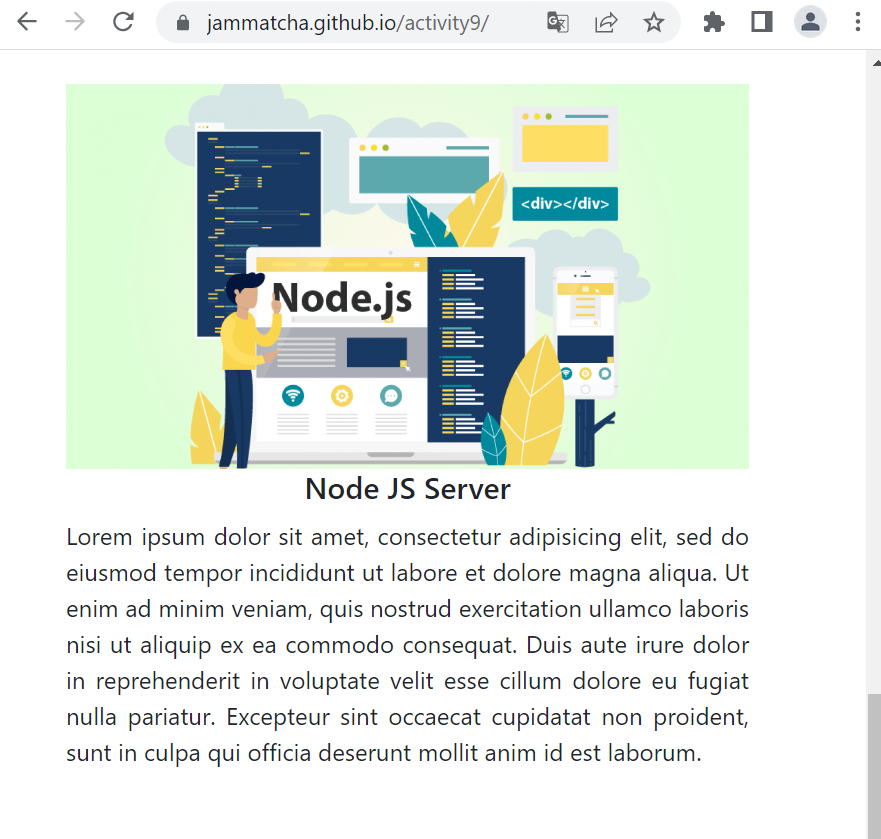 jammatcha.github.io/activity9/
<div></div>
Node.js
Node JS Server
Lorem ipsum dolor sit amet, consectetur adipisicing elit, sed do
eiusmod tempor incididunt ut labore et dolore magna aliqua. Ut
enim ad minim veniam, quis nostrud exercitation ullamco laboris
nisi ut aliquip ex ea commodo consequat. Duis aute irure dolor
in reprehenderit in voluptate velit esse cillum dolore eu fugiat
nulla pariatur. Excepteur sint occaecat cupidatat non proident,
sunt in culpa qui officia deserunt mollit anim id est laborum.